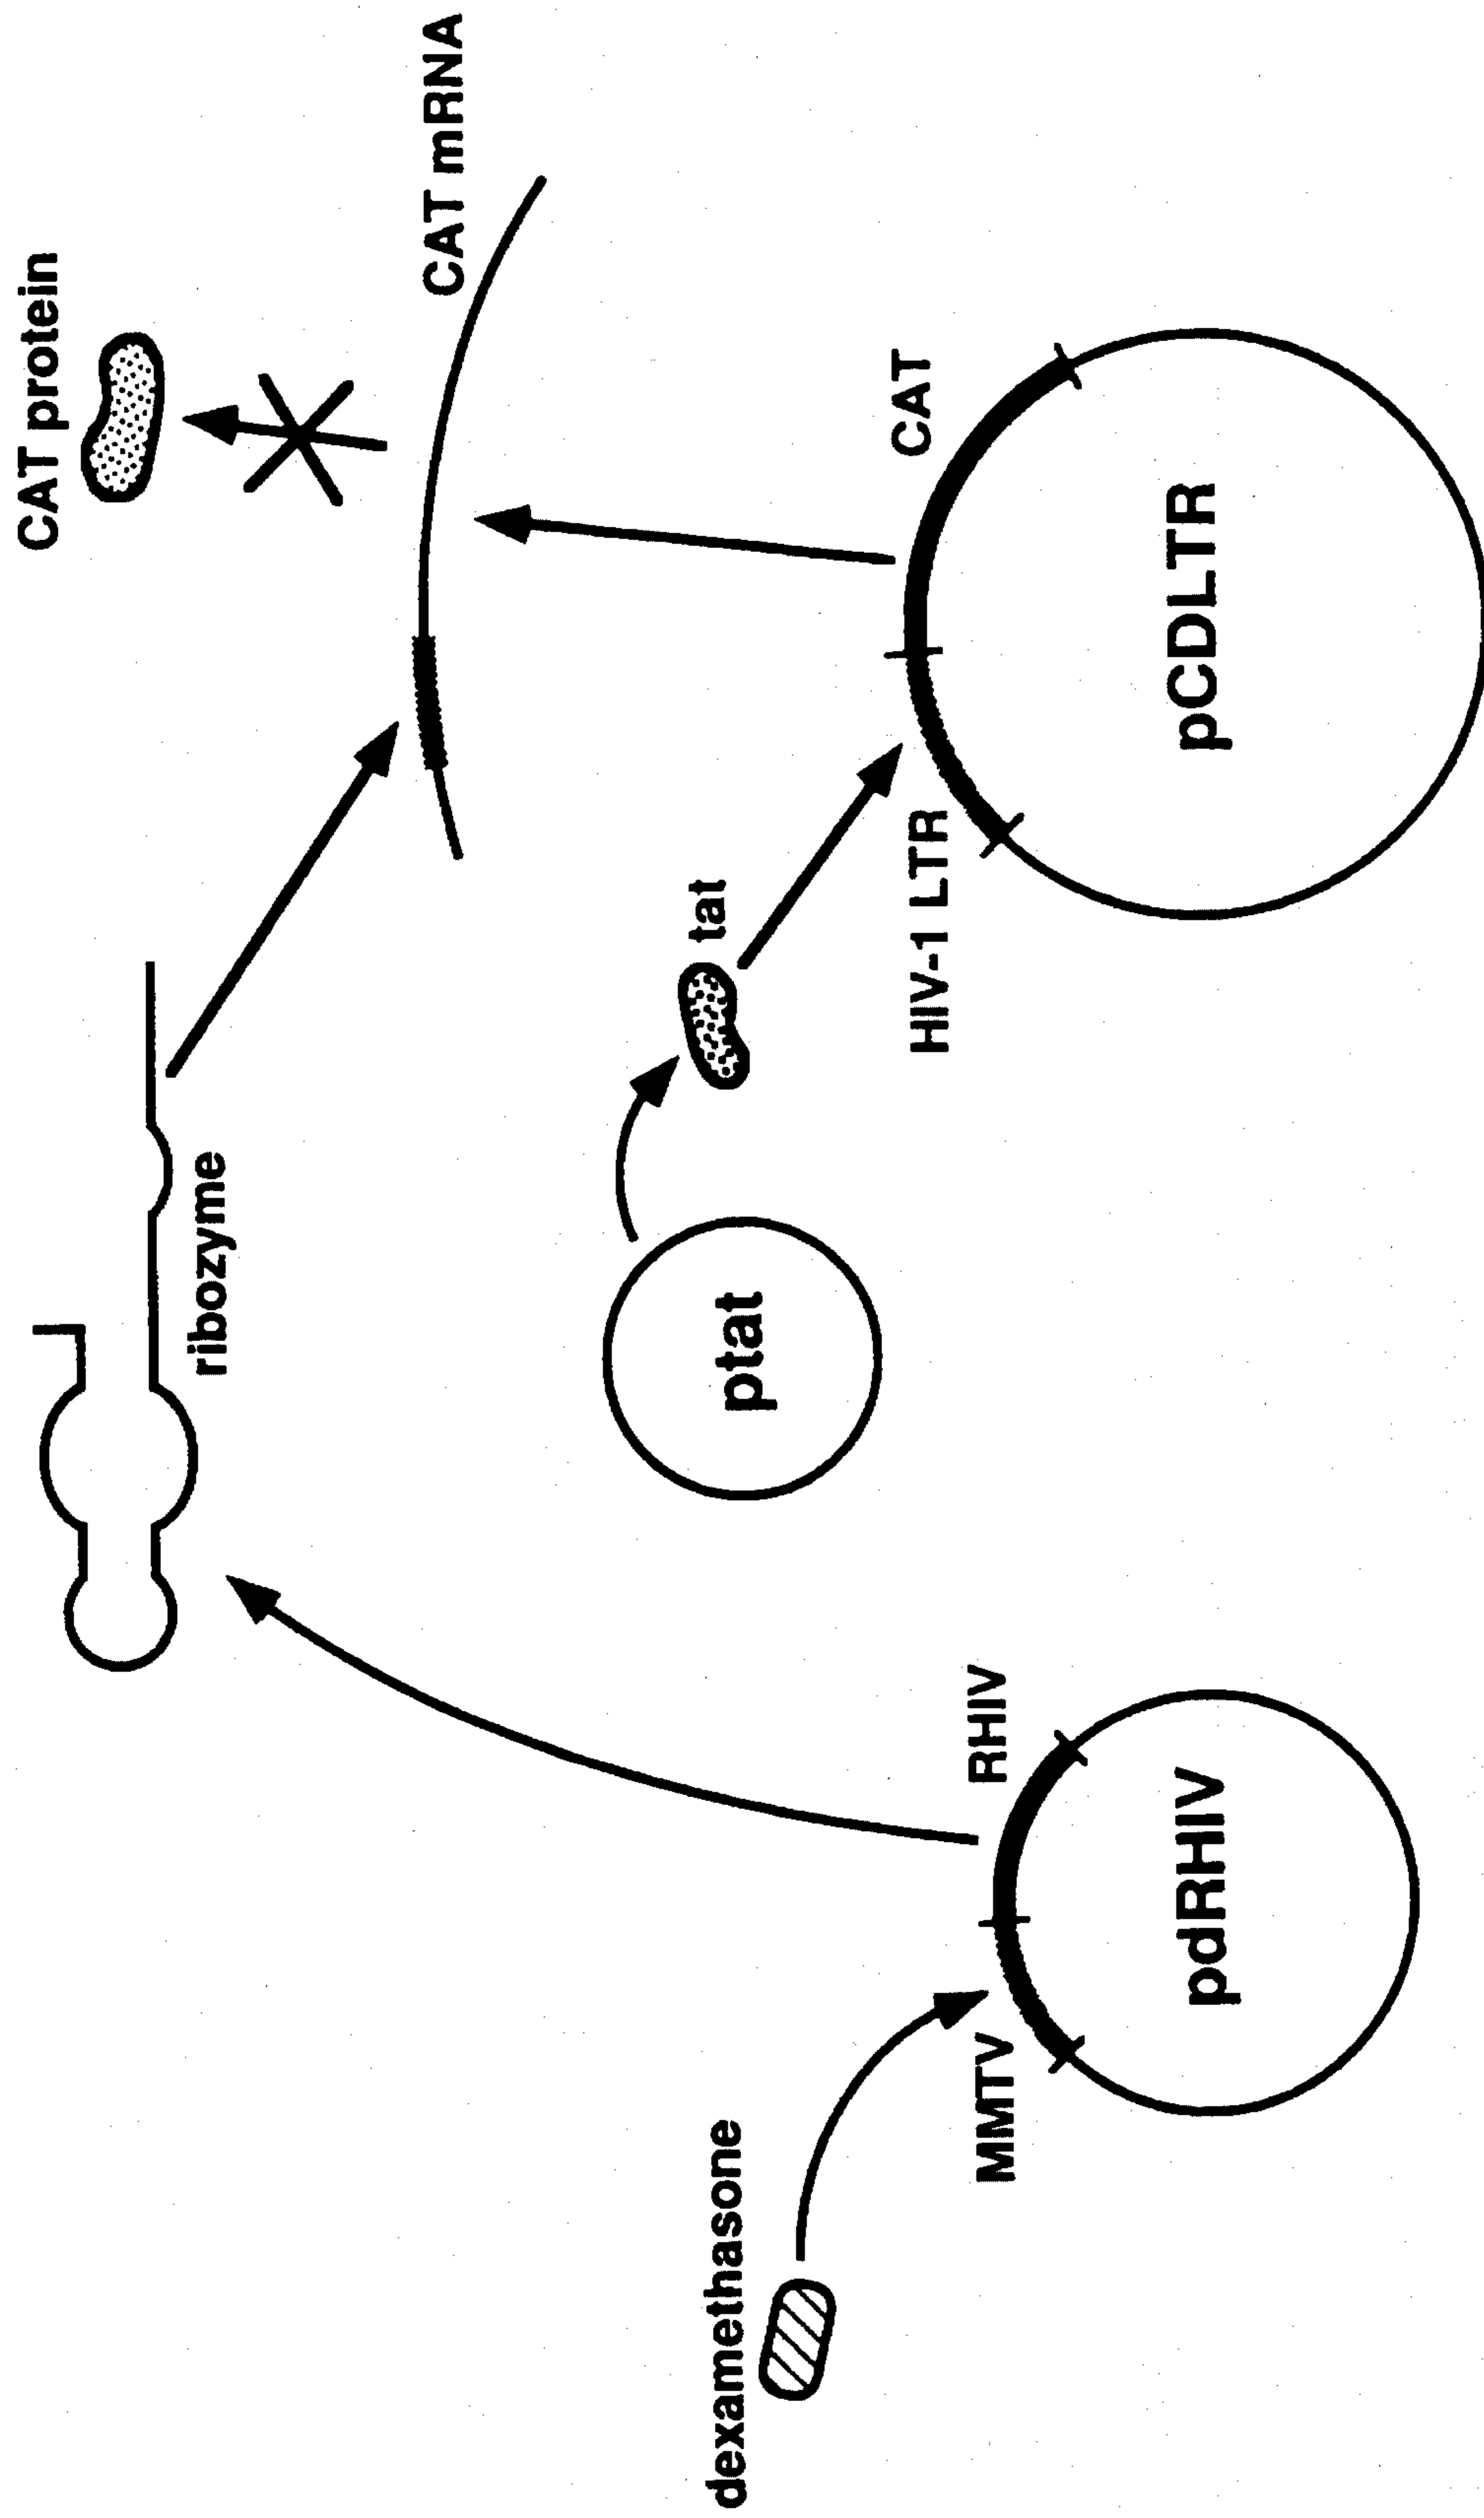 CAT protein
CAT mRNA
ribozyme
tat
ptat
dexamethasone
MMTV
RHIV
pdRHIV
HIV-1 LTR
CAT
pCDLTR